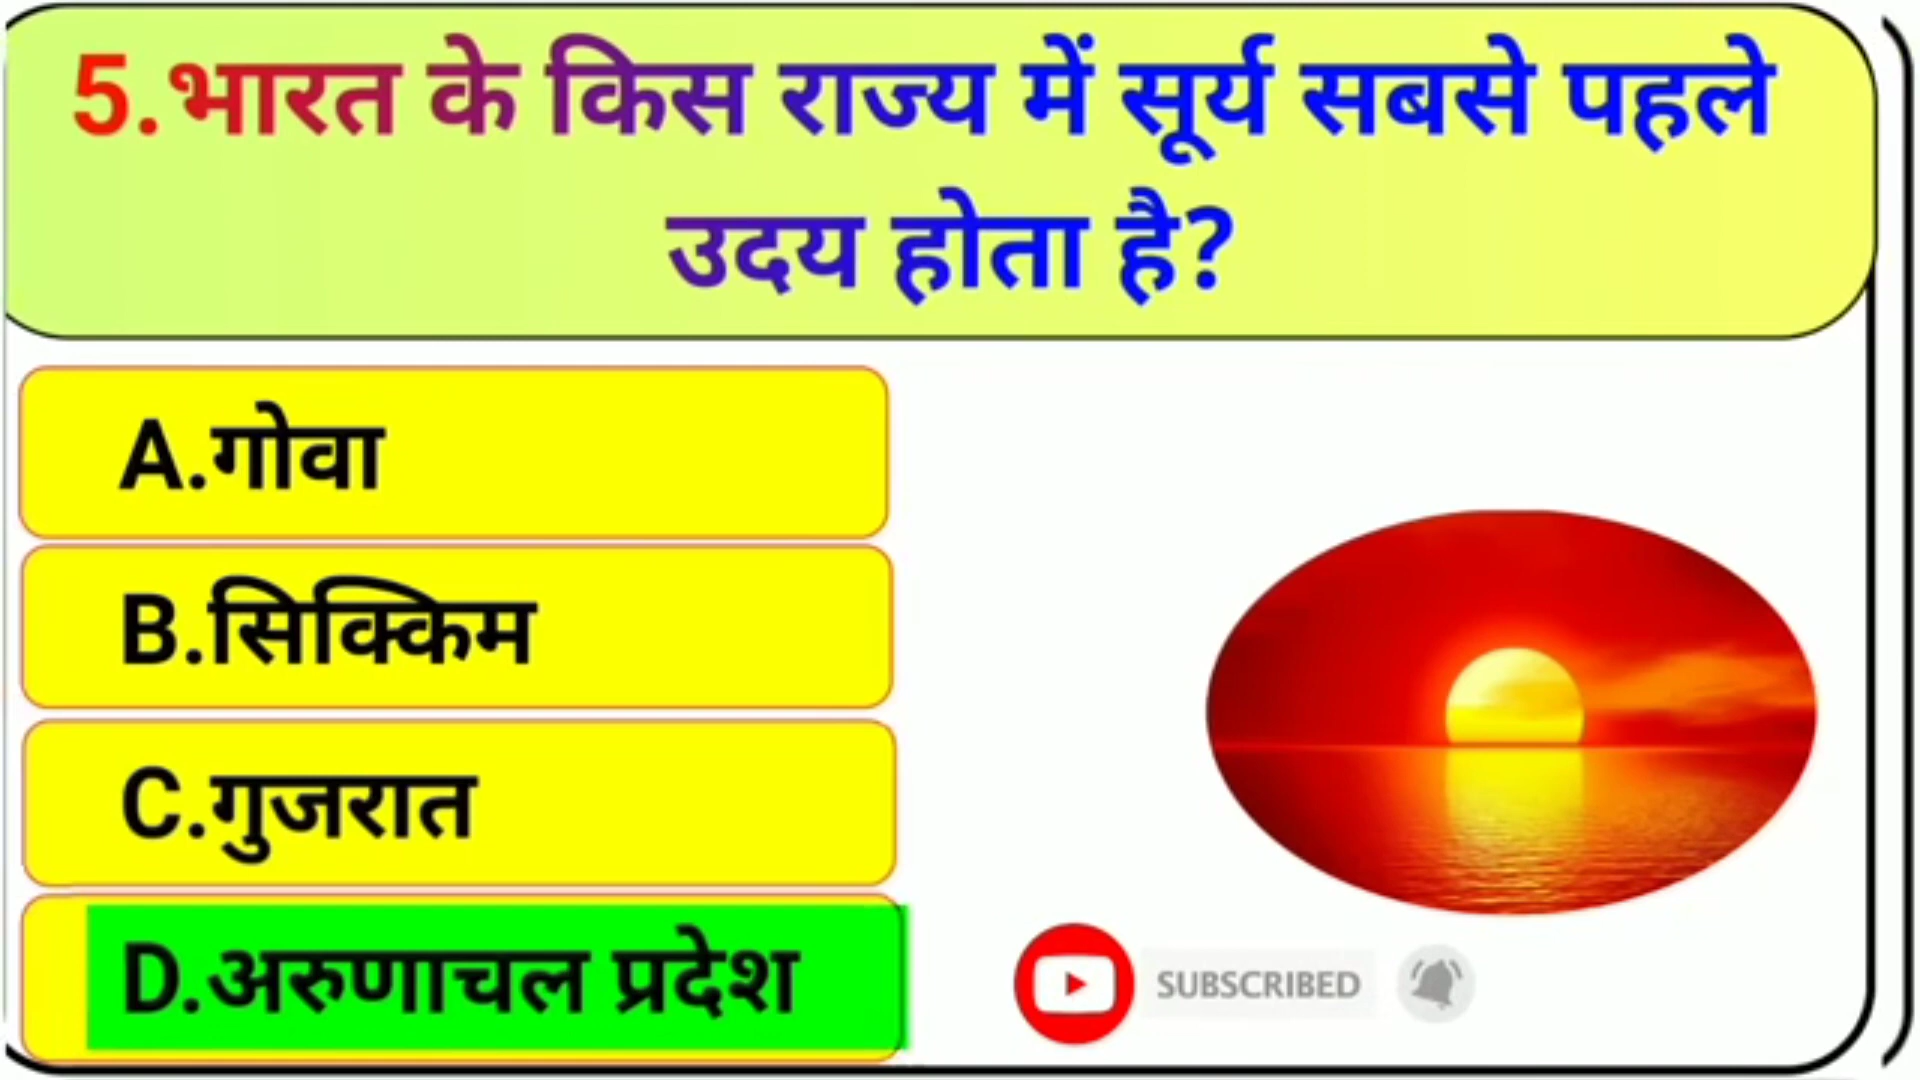 5.भारत के किस राज्य में सूर्य सबसे पहले
उदय होता है?
A.गोवा
B.सिक्किम
C.गुजरात
D.अरुणाचल प्रदेश
SUBSCRIBED